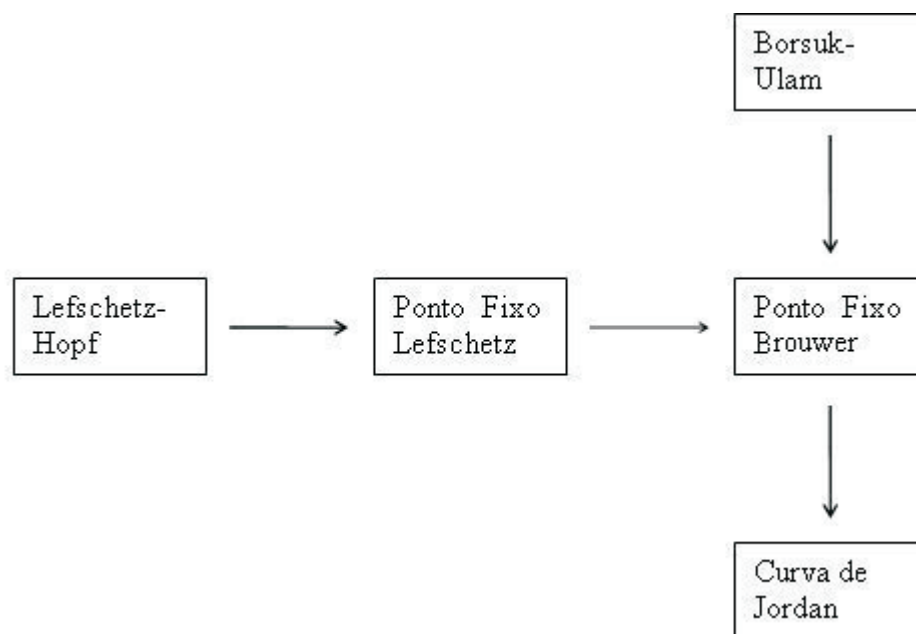 Borsuk-
Ulam
Lefschetz-
Hopf
Ponto Fixo
Lefschetz
Ponto Fixo
Brouwer
Curva de
Jordan